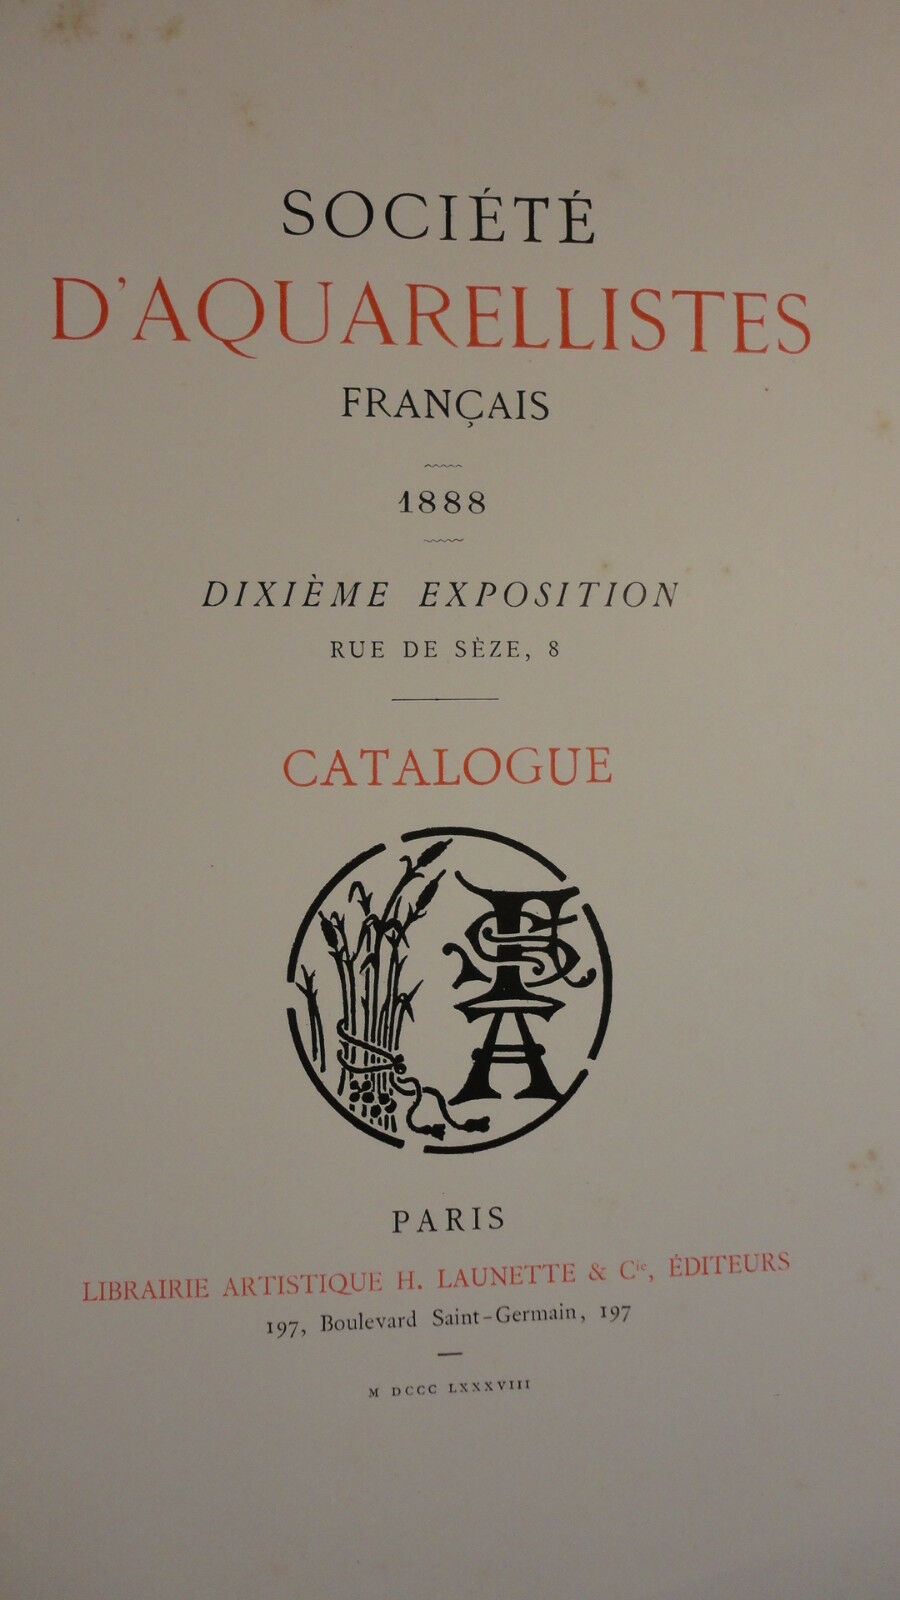 SOCIÉTÉ
D'AQUARELLISTES
FRANÇAIS
1888
DIXIÈME EXPOSITION
RUE DE SÈZE, 8
CATALOGUE
PARIS
LIBRAIRIE ARTISTIQUE H. LAUNETTE & Cie, ÉDITEURS
197, Boulevard Saint-Germain, 197
M DCCC LXXXVIII